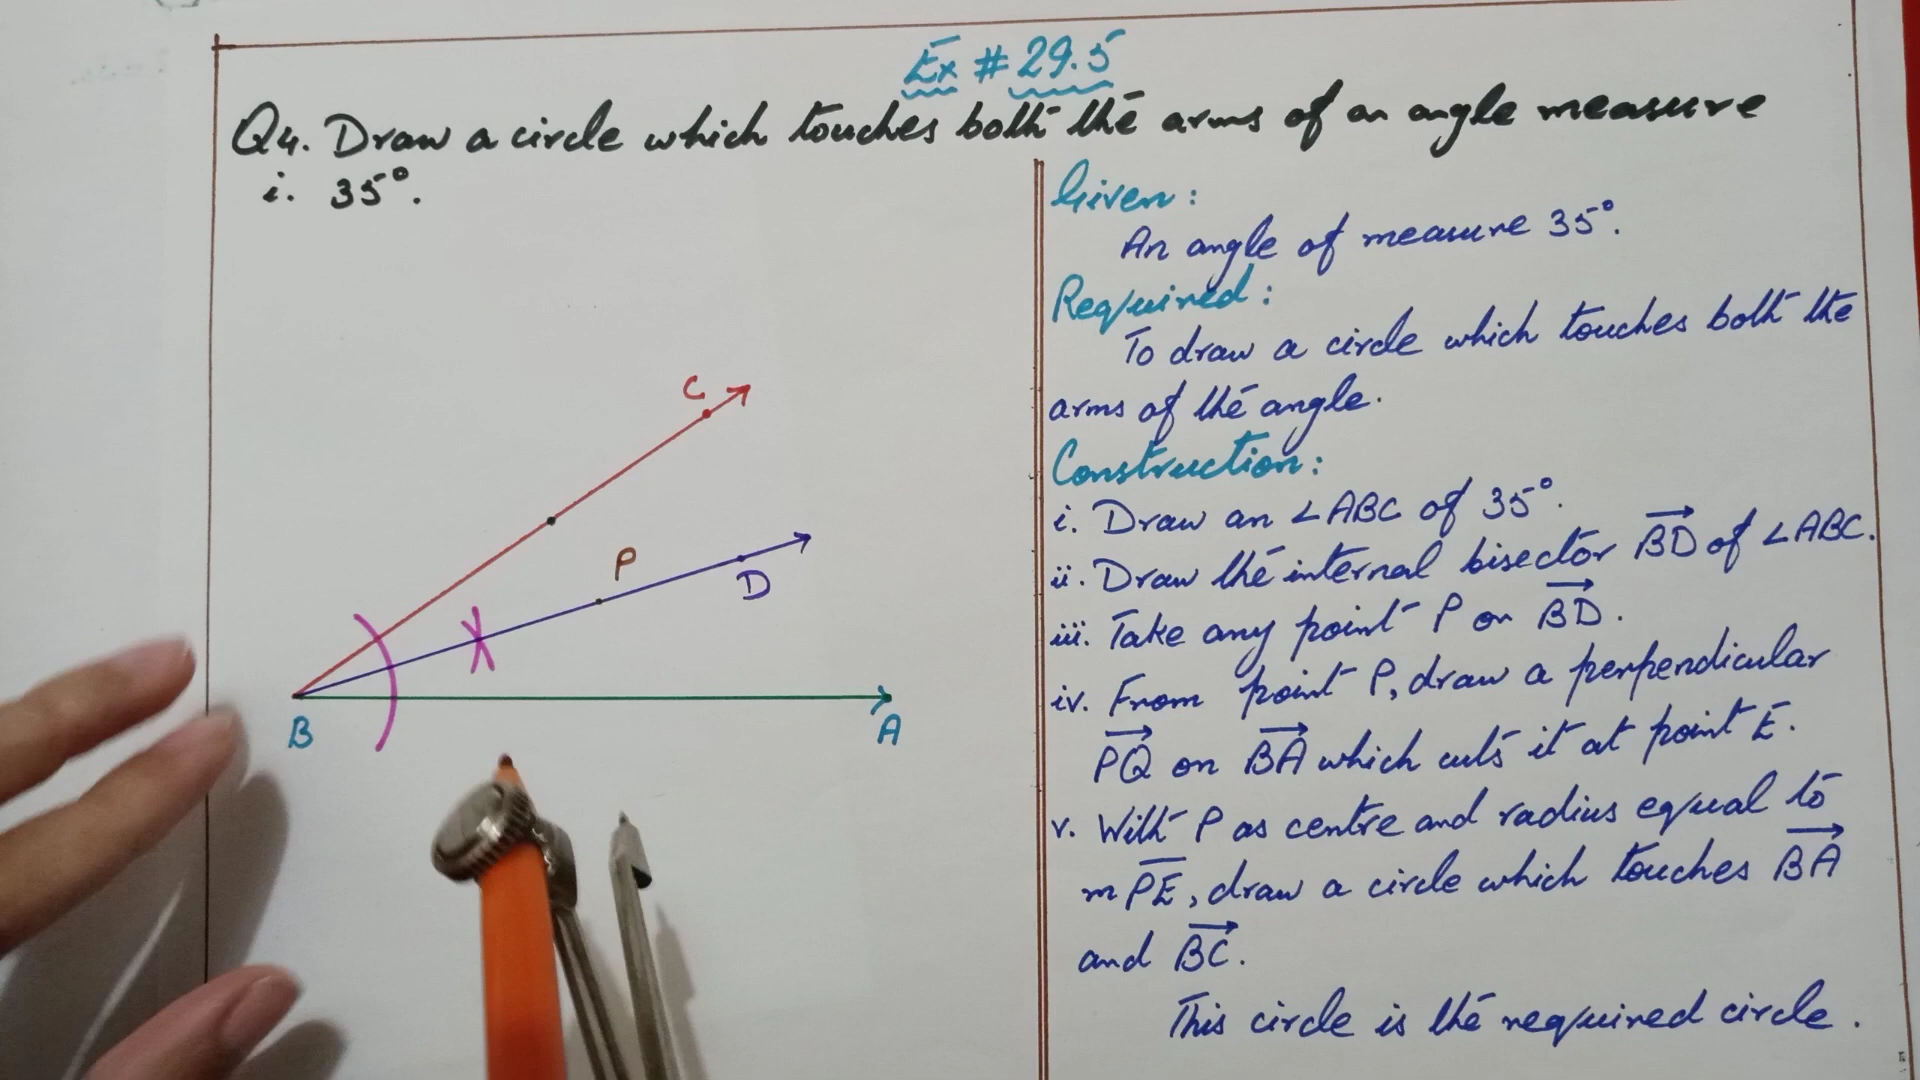 Ex # 29.5
Q4. Draw a circle which touches both the arms of an angle measure
i. 35°.
C
P
D
B
A
Given:
An angle of measure 35°.
Required:
To draw a circle which touches both the
arms of the angle.
Construction:
i. Draw an ∠ABC of 35°.
ii. Draw the internal bisector BD→ of ∠ABC.
iii. Take any point P on BD→.
iv. From point P, draw a perpendicular
PQ→ on BA→ which cuts it at point E.
v. With P as centre and radius equal to
mP̅E̅, draw a circle which touches BA→
and BC→.
This circle is the required circle.